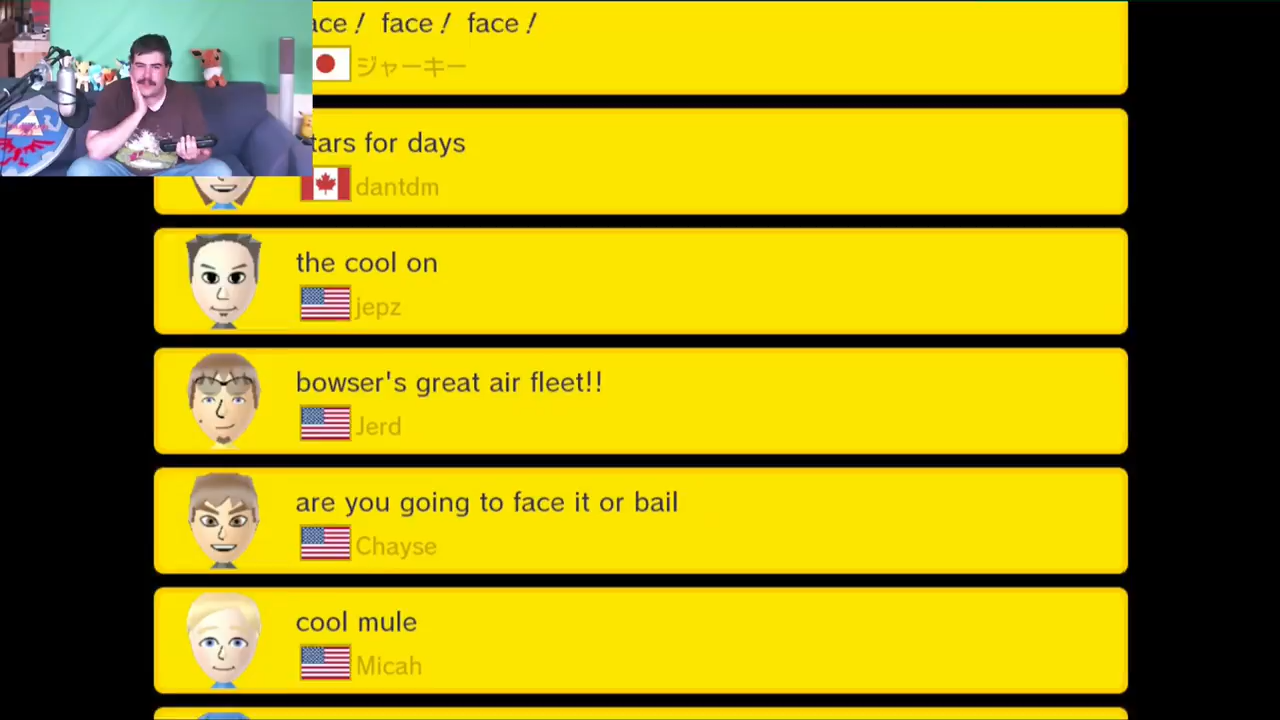 ace! face! face!
ジャーキー
tars for days
dantdm
the cool on
jepz
bowser's great air fleet!!
Jerd
are you going to face it or bail
Chayse
cool mule
Micah